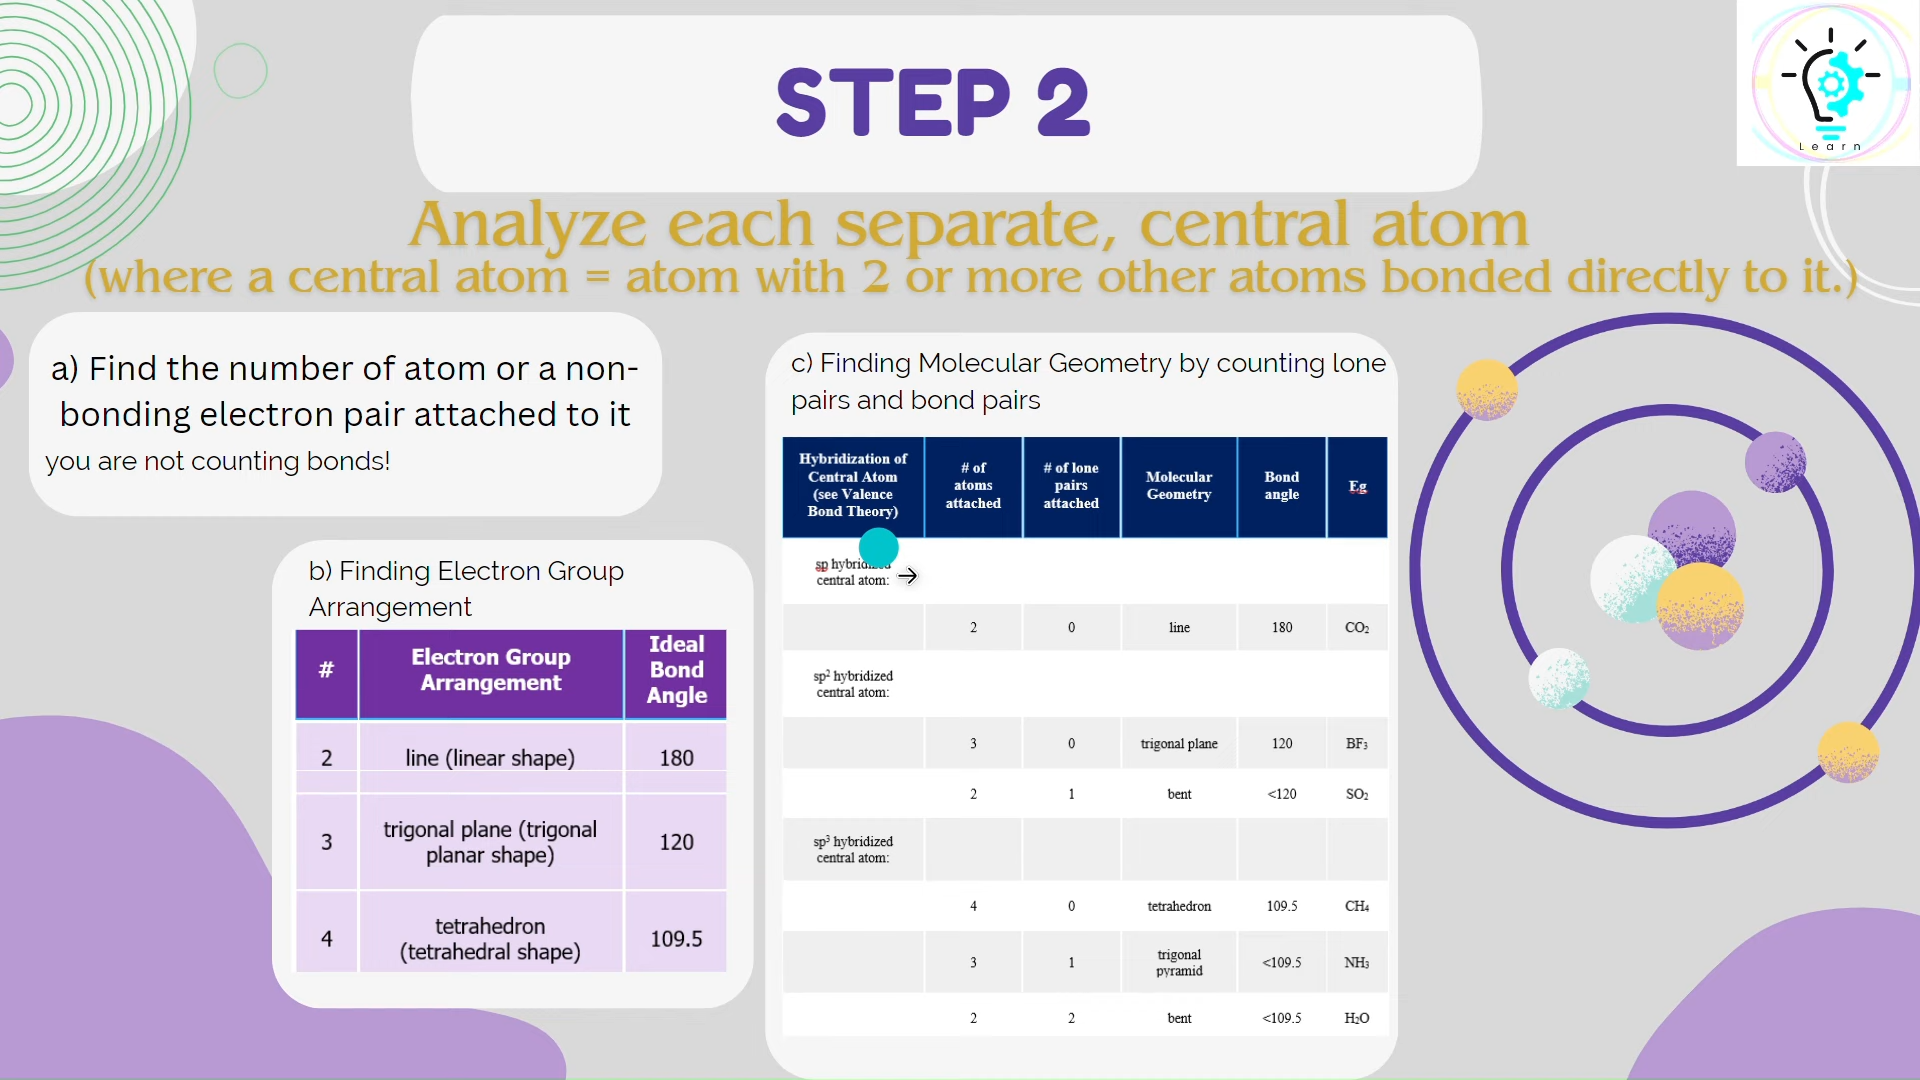 STEP 2
Learn
Analyze each separate, central atom
(where a central atom = atom with 2 or more other atoms bonded directly to it.)
a) Find the number of atom or a non-
bonding electron pair attached to it
you are not counting bonds!
b) Finding Electron Group
Arrangement
# Electron Group Arrangement Ideal Bond Angle
2 line (linear shape) 180
3 trigonal plane (trigonal planar shape) 120
4 tetrahedron (tetrahedral shape) 109.5
c) Finding Molecular Geometry by counting lone
pairs and bond pairs
Hybridization of Central Atom (see Valence Bond Theory) # of atoms attached # of lone pairs attached Molecular Geometry Bond angle Eg
sp hybridized central atom:
2 0 line 180 CO₂
sp² hybridized central atom:
3 0 trigonal plane 120 BF₃
2 1 bent <120 SO₂
sp³ hybridized central atom:
4 0 tetrahedron 109.5 CH₄
3 1 trigonal pyramid <109.5 NH₃
2 2 bent <109.5 H₂O